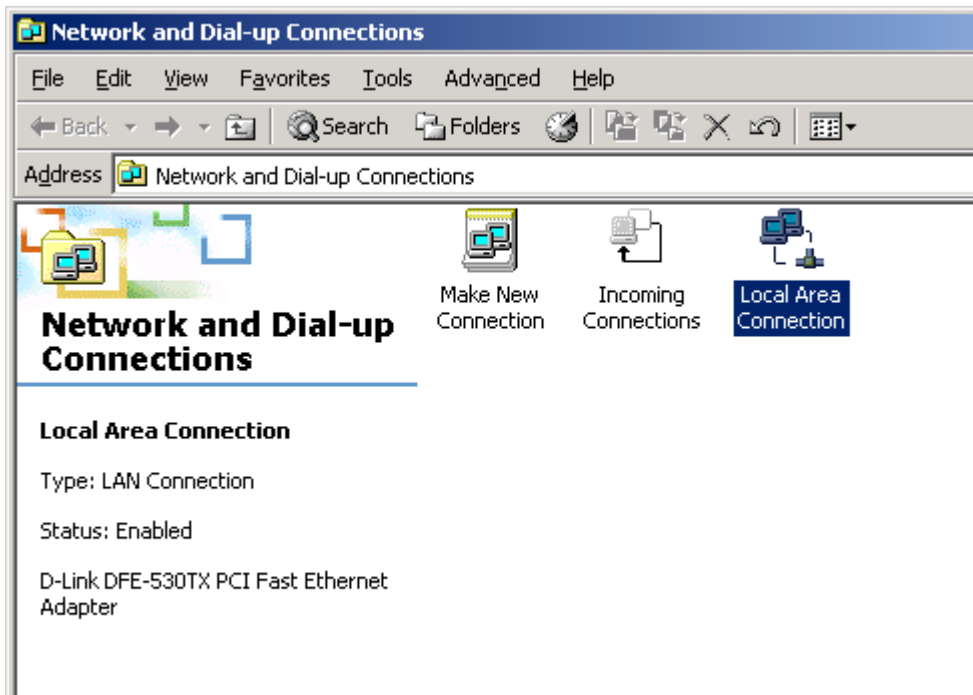 Network and Dial-up Connections
File Edit View Favorites Tools Advanced Help
Back Search Folders
Address Network and Dial-up Connections
Network and Dial-up
Connections
Local Area Connection
Type: LAN Connection
Status: Enabled
D-Link DFE-530TX PCI Fast Ethernet
Adapter
Make New
Connection
Incoming
Connections
Local Area
Connection